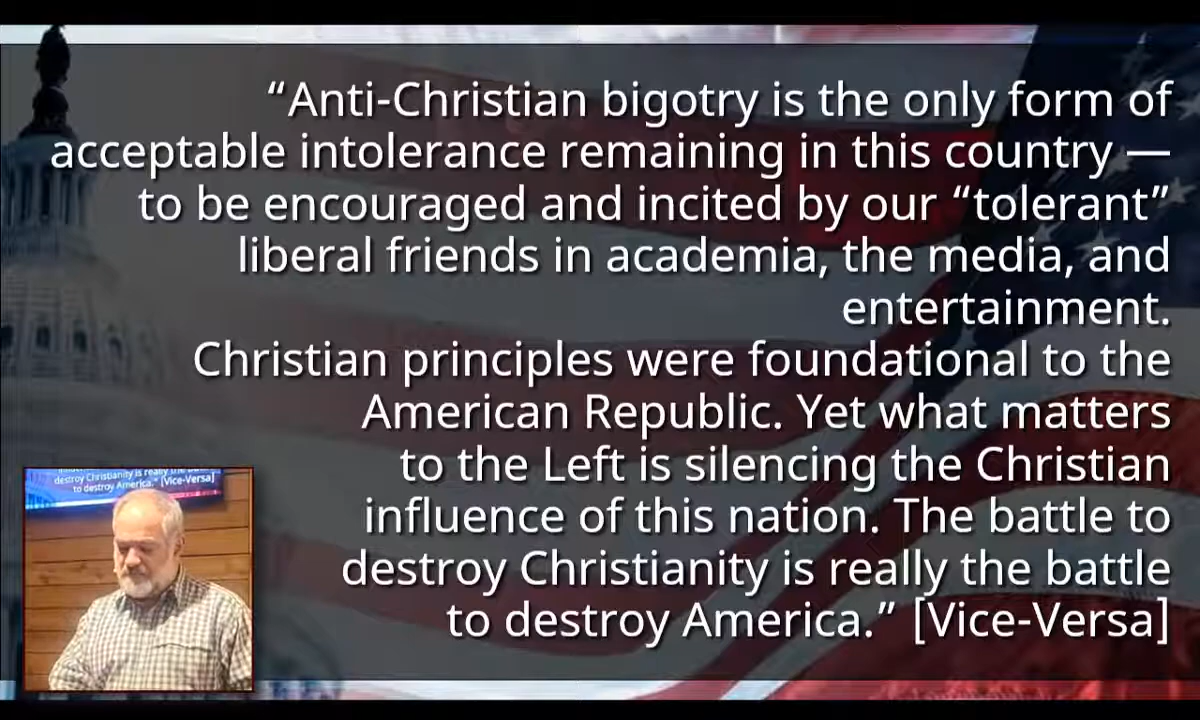 “Anti-Christian bigotry is the only form of
acceptable intolerance remaining in this country —
to be encouraged and incited by our “tolerant”
liberal friends in academia, the media, and
entertainment.
Christian principles were foundational to the
American Republic. Yet what matters
to the Left is silencing the Christian
influence of this nation. The battle to
destroy Christianity is really the battle
to destroy America.” [Vice-Versa]
destroy Christianity is really the
to destroy America.” [Vice-Versa]